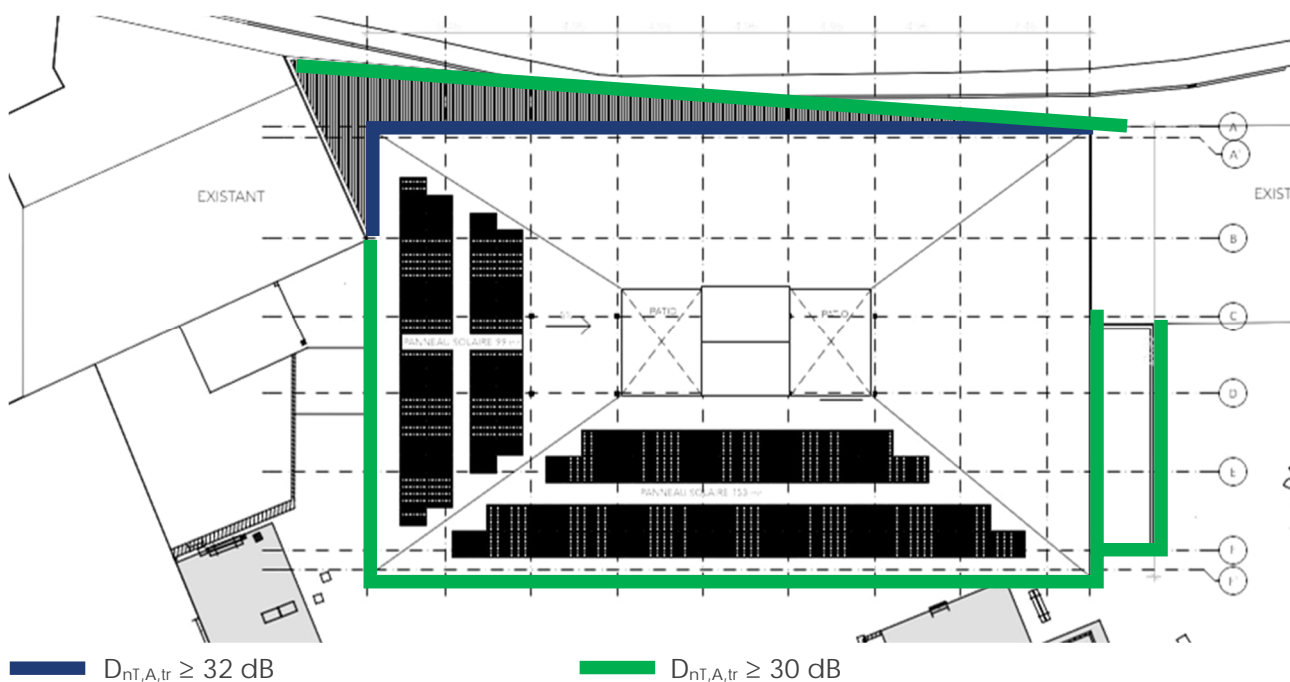 A
A'
EXISTANT
B
PATIO
PATIO
C
PANNEAU SOLAIRE 99 m²
D
E
PANNEAU SOLAIRE 153 m²
F
F'
DnT,A,tr ≥ 32 dB
DnT,A,tr ≥ 30 dB